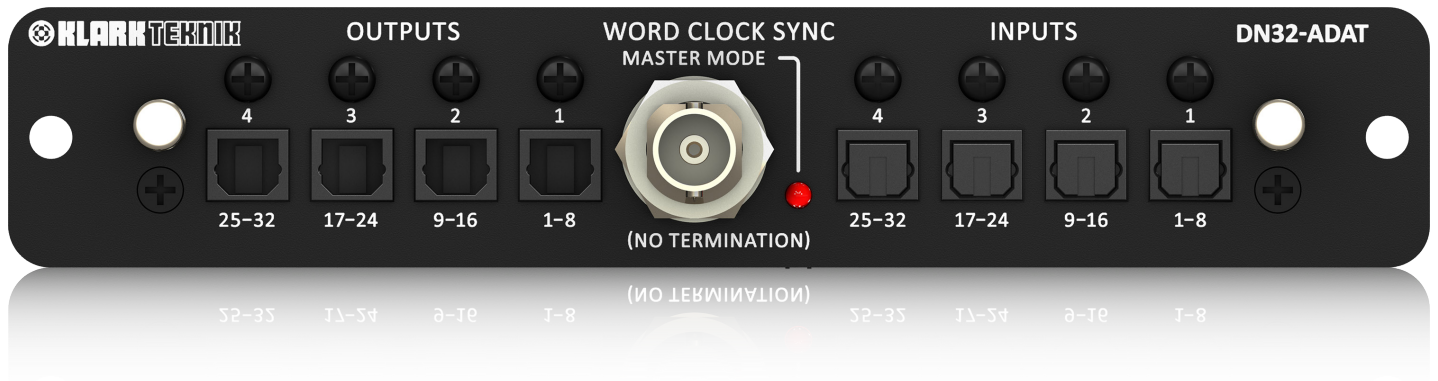 KLARK TEKNIK
OUTPUTS
WORD CLOCK SYNC
MASTER MODE
INPUTS
DN32-ADAT
4 3 2 1
4 3 2 1
25-32 17-24 9-16 1-8
25-32 17-24 9-16 1-8
(NO TERMINATION)